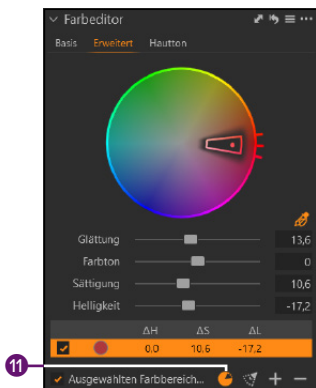 Farbeditor
Basis Erweitert Hautton
Glättung 13,6
Farbton 0
Sättigung 10,6
Helligkeit -17,2
ΔH ΔS ΔL
0,0 10,6 -17,2
11 Ausgewählten Farbbereich...